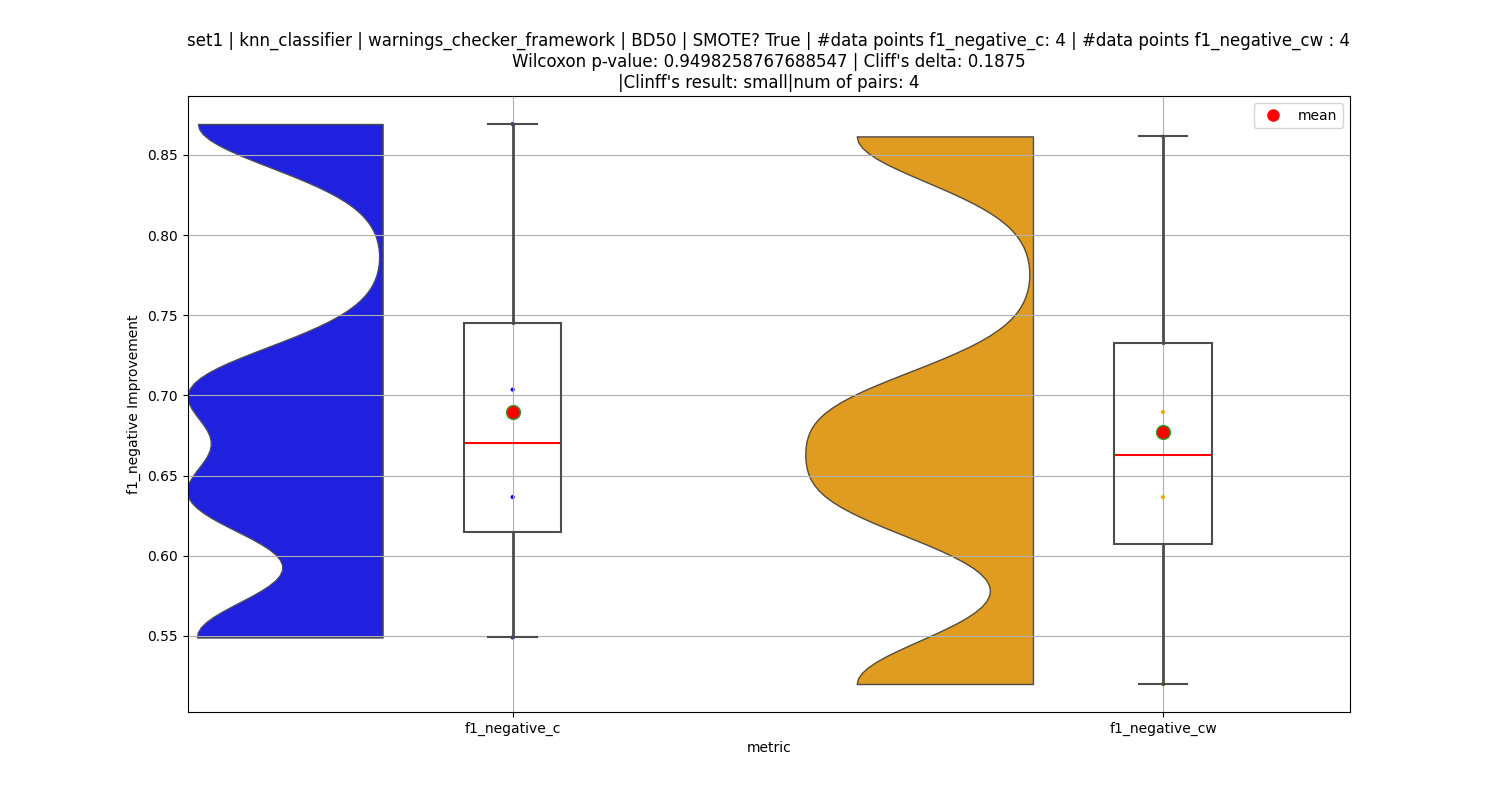 set1 | knn_classifier | warnings_checker_framework | BD50 | SMOTE? True | #data points f1_negative_c: 4 | #data points f1_negative_cw : 4
Wilcoxon p-value: 0.9498258767688547 | Cliff's delta: 0.1875
|Clinff's result: small|num of pairs: 4
mean
0.85
0.80
0.75
0.70
0.65
0.60
0.55
f1_negative Improvement
f1_negative_c
f1_negative_cw
metric